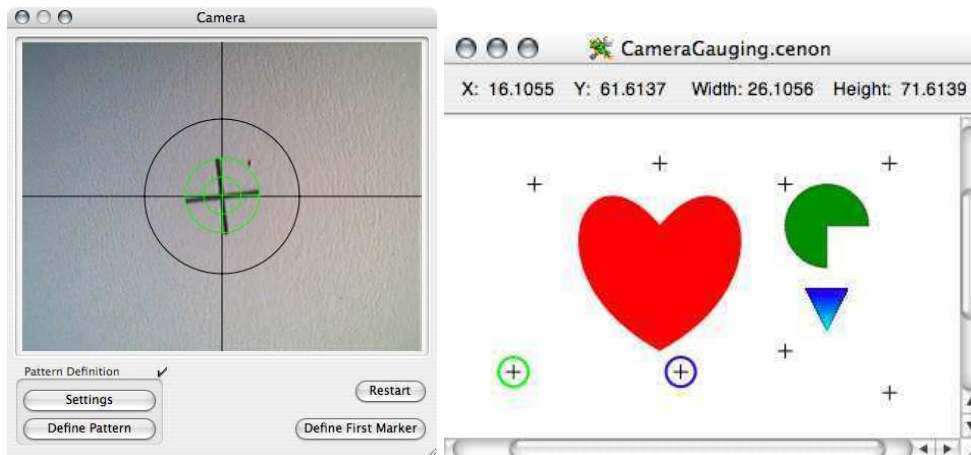 Camera
Pattern Definition
Settings
Define Pattern
Restart
Define First Marker
CameraGauging.cenon
X: 16.1055 Y: 61.6137 Width: 26.1056 Height: 71.6139